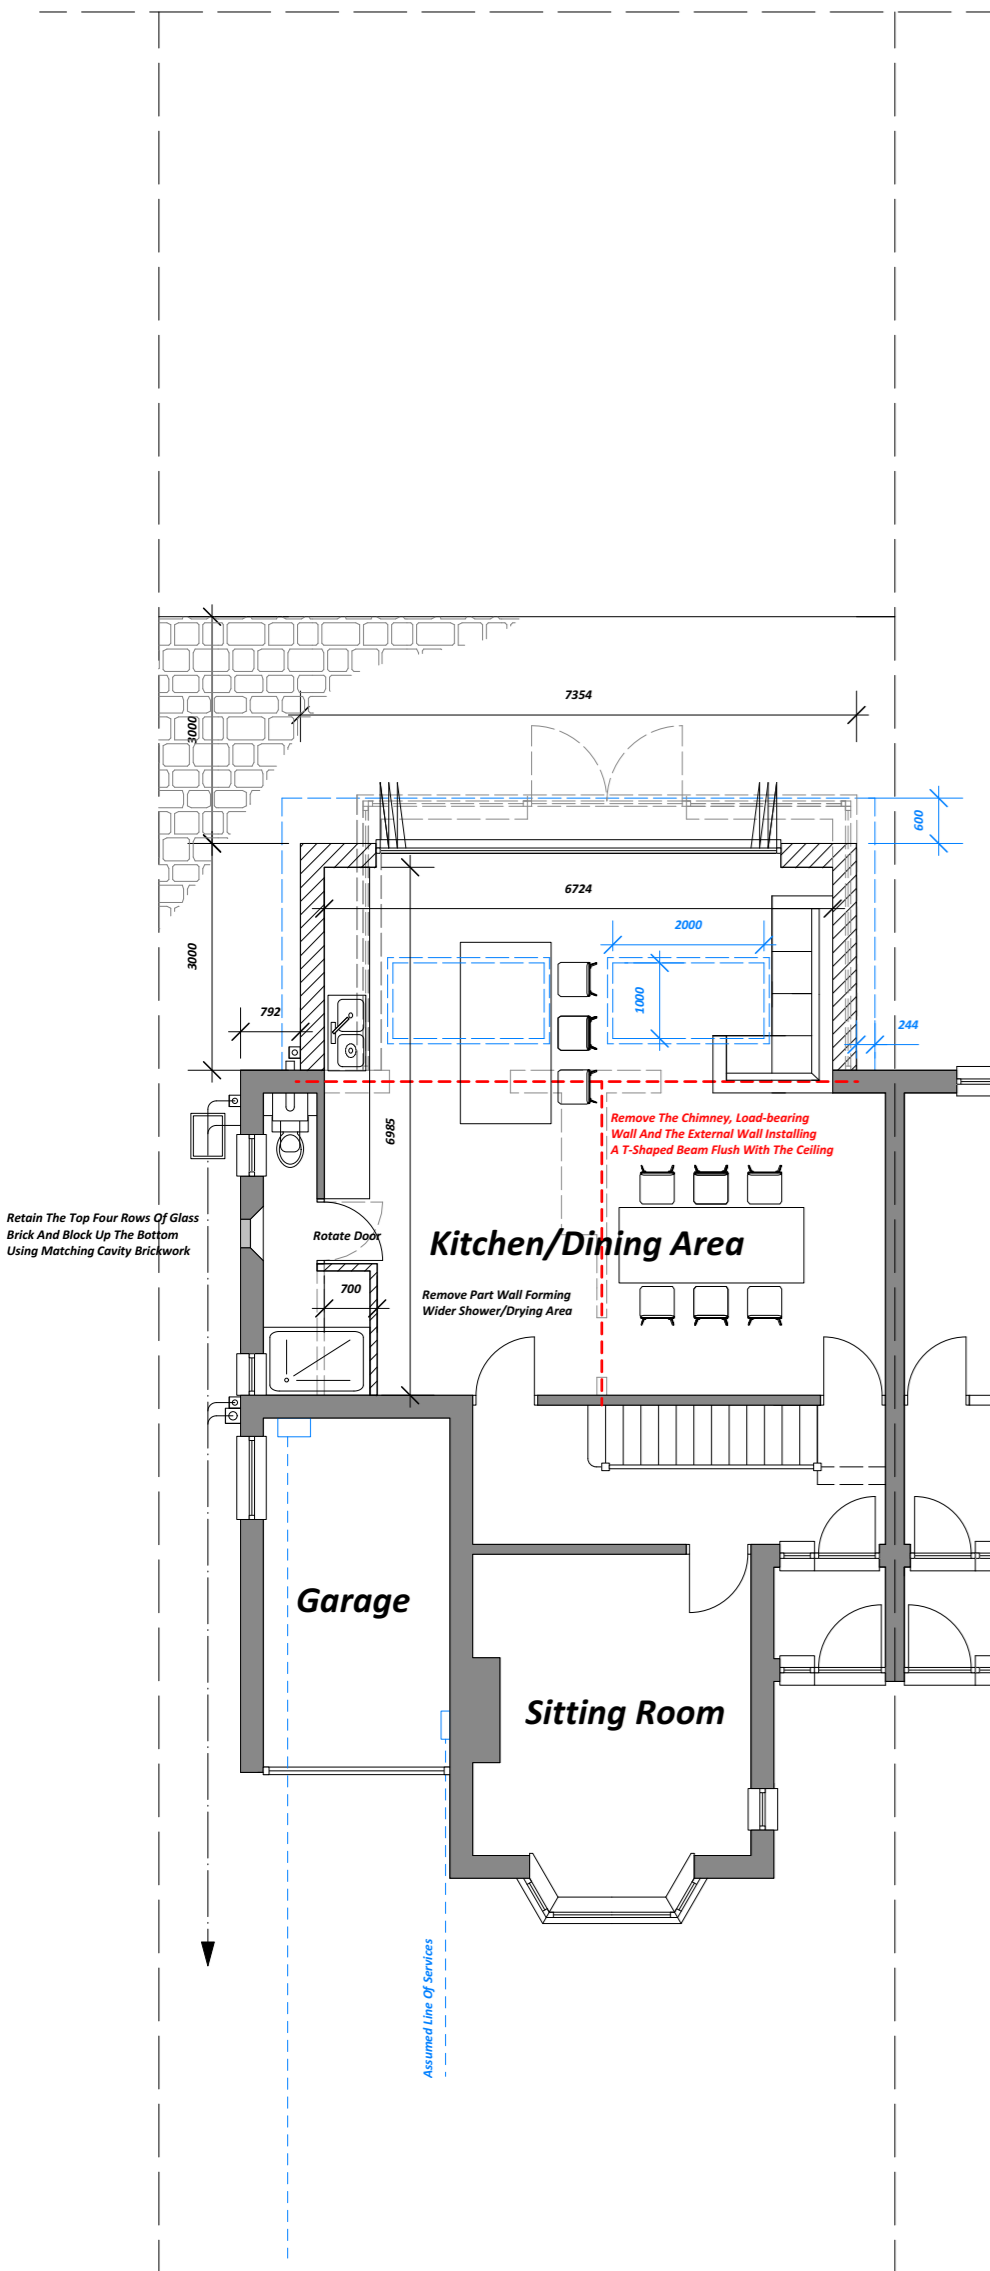 7354
3000
600
6724
2000
1000
3000
792
244
6985
Remove The Chimney, Load-bearing
Wall And The External Wall Installing
A T-Shaped Beam Flush With The Ceiling
Retain The Top Four Rows Of Glass
Brick And Block Up The Bottom
Using Matching Cavity Brickwork
Rotate Door
Kitchen/Dining Area
700
Remove Part Wall Forming
Wider Shower/Drying Area
Garage
Sitting Room
Assumed Line Of Services